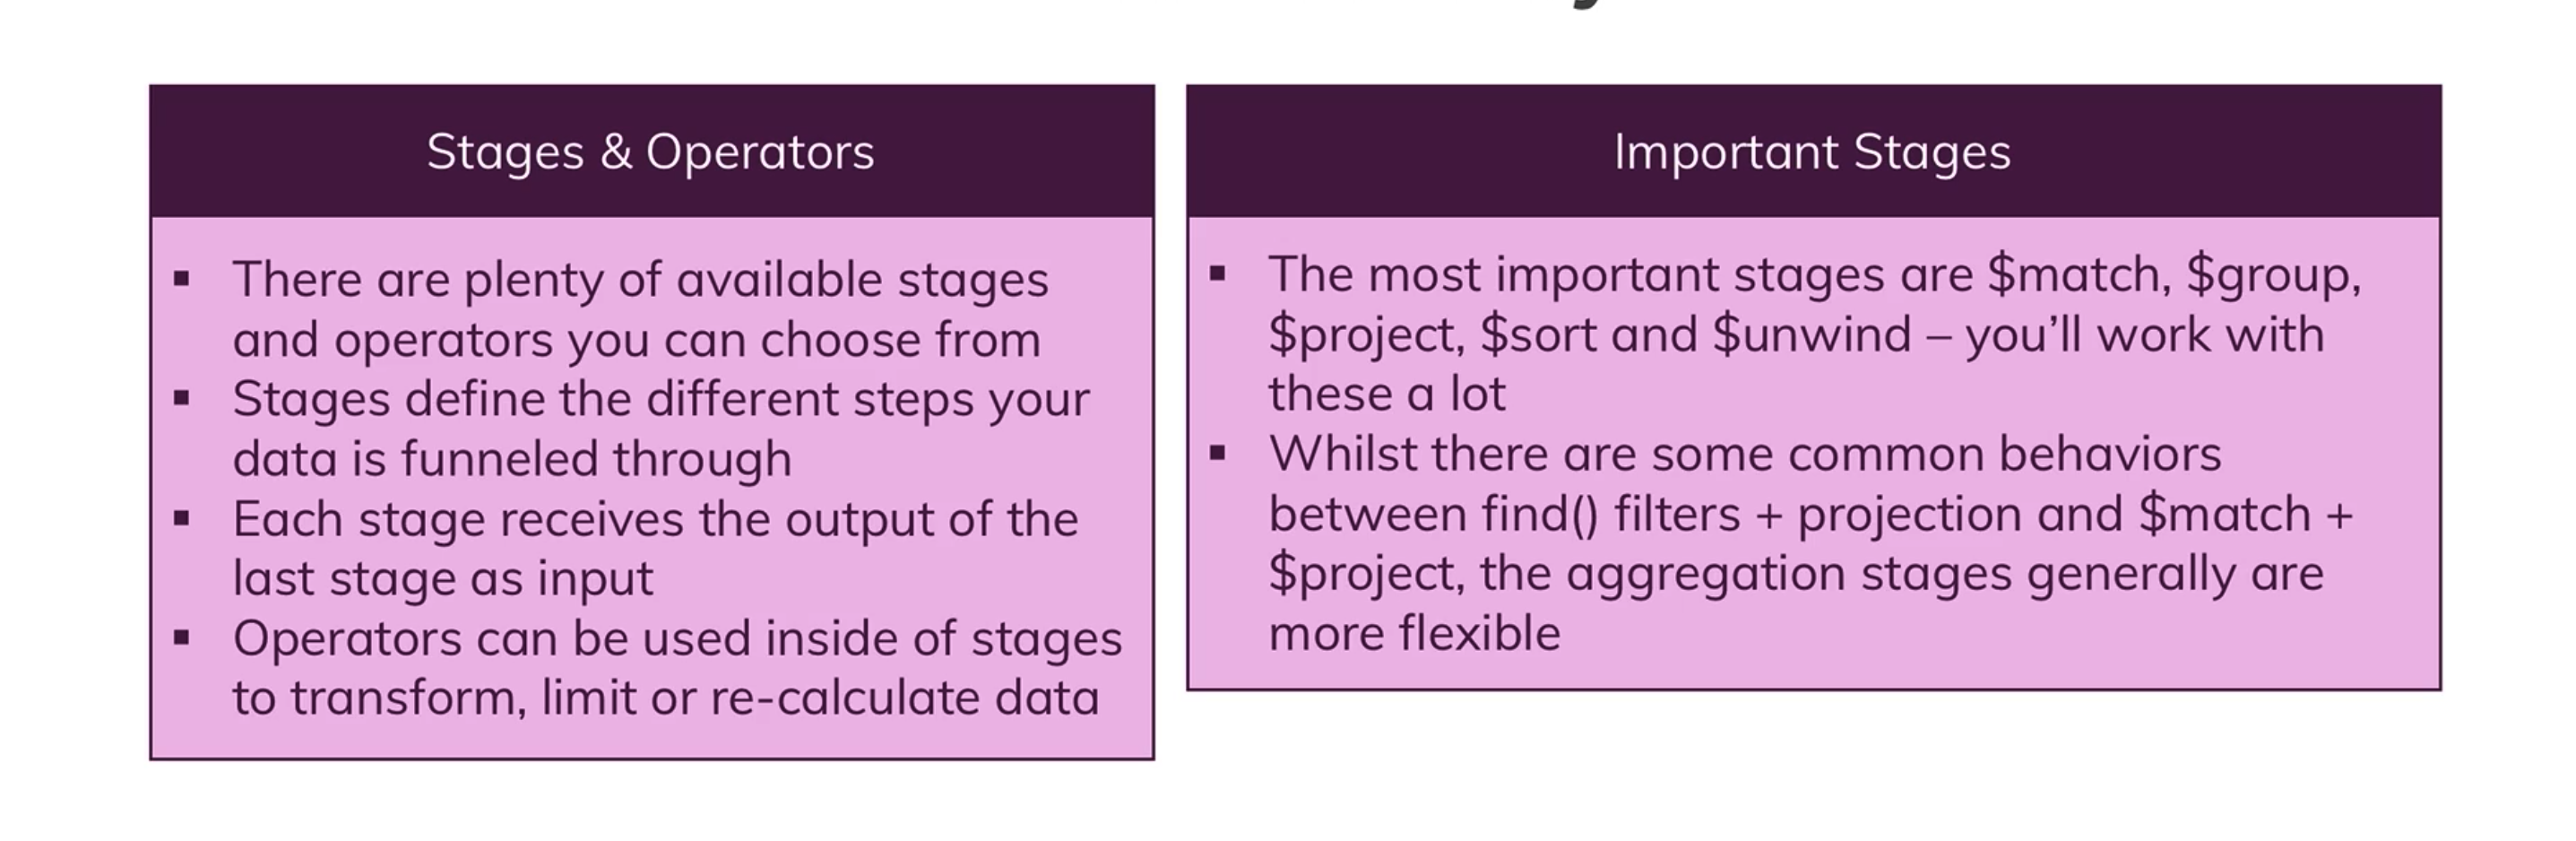 Stages & Operators
▪ There are plenty of available stages
and operators you can choose from
▪ Stages define the different steps your
data is funneled through
▪ Each stage receives the output of the
last stage as input
▪ Operators can be used inside of stages
to transform, limit or re-calculate data
Important Stages
▪ The most important stages are $match, $group,
$project, $sort and $unwind – you’ll work with
these a lot
▪ Whilst there are some common behaviors
between find() filters + projection and $match +
$project, the aggregation stages generally are
more flexible